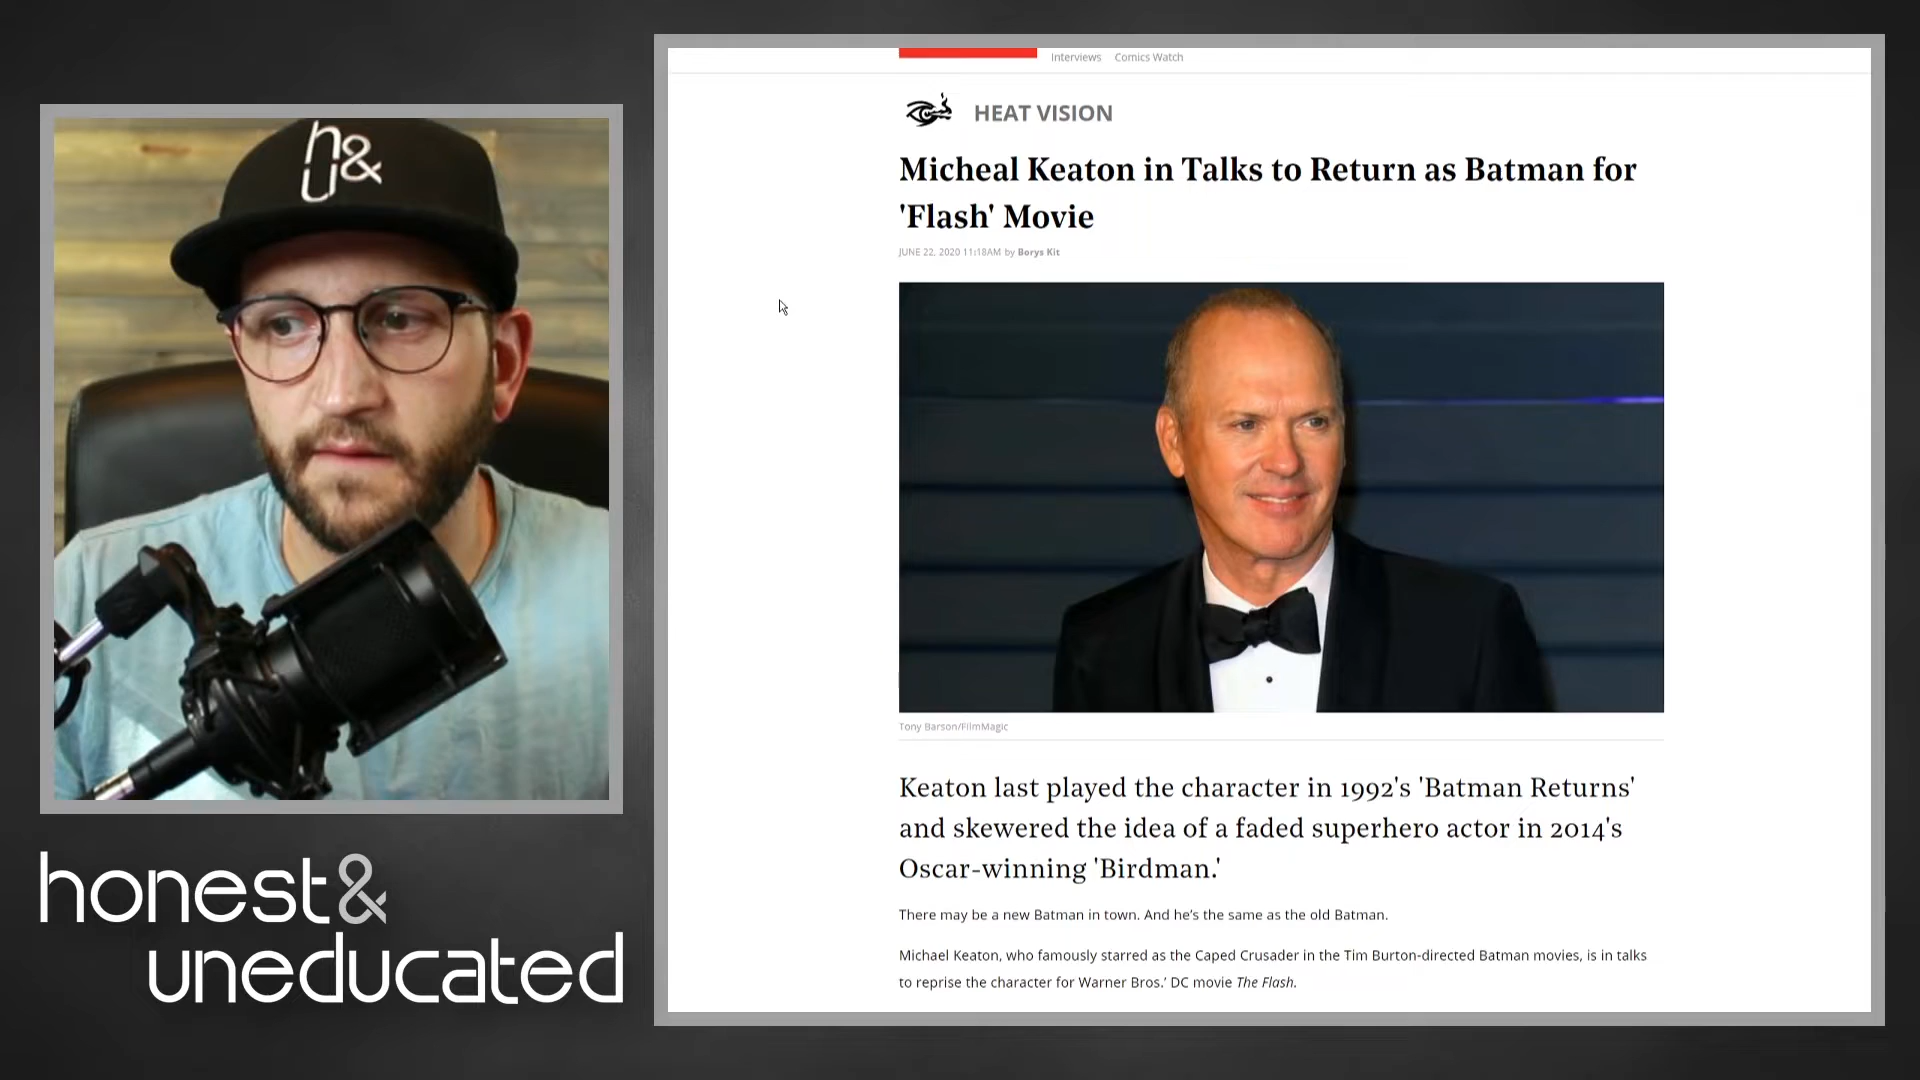 h&
u
Interviews Comics Watch
HEAT VISION
Micheal Keaton in Talks to Return as Batman for
'Flash' Movie
JUNE 22, 2020 11:18AM by Borys Kit
Tony Barson/FilmMagic
Keaton last played the character in 1992's 'Batman Returns'
and skewered the idea of a faded superhero actor in 2014's
Oscar-winning 'Birdman.'
There may be a new Batman in town. And he's the same as the old Batman.
Michael Keaton, who famously starred as the Caped Crusader in the Tim Burton-directed Batman movies, is in talks
to reprise the character for Warner Bros.' DC movie The Flash.
honest&
uneducated